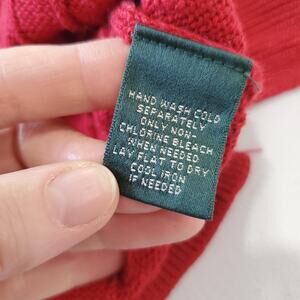 HAND WASH COLD
SEPARATELY
ONLY NON-
CHLORINE BLEACH
WHEN NEEDED
LAY FLAT TO DRY
COOL IRON
IF NEEDED